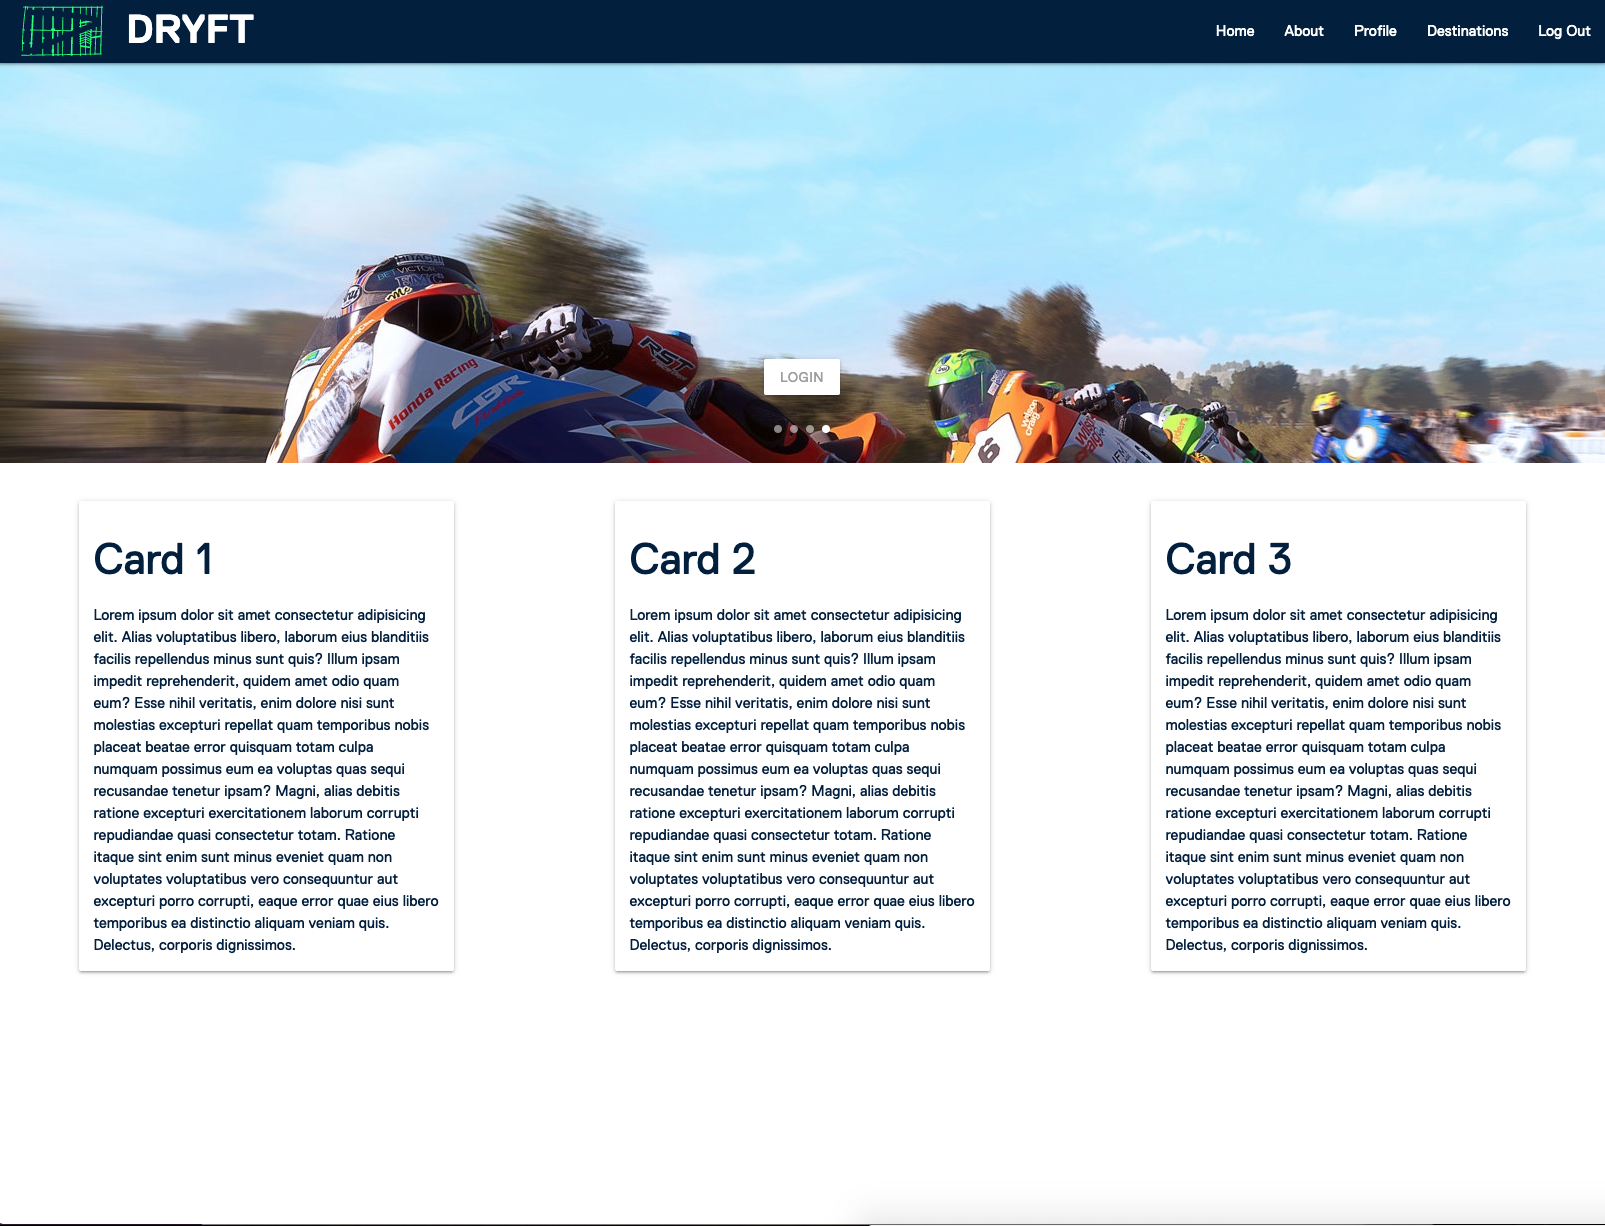 DRYFT
Home About Profile Destinations Log Out
HITACHI
BETVICTOR
FMC
Arai
RST
Honda Racing
CBR
Fireblade
LOGIN
6
wilson
craig
1
Card 1
Lorem ipsum dolor sit amet consectetur adipisicing
elit. Alias voluptatibus libero, laborum eius blanditiis
facilis repellendus minus sunt quis? Illum ipsam
impedit reprehenderit, quidem amet odio quam
eum? Esse nihil veritatis, enim dolore nisi sunt
molestias excepturi repellat quam temporibus nobis
placeat beatae error quisquam totam culpa
numquam possimus eum ea voluptas quas sequi
recusandae tenetur ipsam? Magni, alias debitis
ratione excepturi exercitationem laborum corrupti
repudiandae quasi consectetur totam. Ratione
itaque sint enim sunt minus eveniet quam non
voluptates voluptatibus vero consequuntur aut
excepturi porro corrupti, eaque error quae eius libero
temporibus ea distinctio aliquam veniam quis.
Delectus, corporis dignissimos.
Card 2
Lorem ipsum dolor sit amet consectetur adipisicing
elit. Alias voluptatibus libero, laborum eius blanditiis
facilis repellendus minus sunt quis? Illum ipsam
impedit reprehenderit, quidem amet odio quam
eum? Esse nihil veritatis, enim dolore nisi sunt
molestias excepturi repellat quam temporibus nobis
placeat beatae error quisquam totam culpa
numquam possimus eum ea voluptas quas sequi
recusandae tenetur ipsam? Magni, alias debitis
ratione excepturi exercitationem laborum corrupti
repudiandae quasi consectetur totam. Ratione
itaque sint enim sunt minus eveniet quam non
voluptates voluptatibus vero consequuntur aut
excepturi porro corrupti, eaque error quae eius libero
temporibus ea distinctio aliquam veniam quis.
Delectus, corporis dignissimos.
Card 3
Lorem ipsum dolor sit amet consectetur adipisicing
elit. Alias voluptatibus libero, laborum eius blanditiis
facilis repellendus minus sunt quis? Illum ipsam
impedit reprehenderit, quidem amet odio quam
eum? Esse nihil veritatis, enim dolore nisi sunt
molestias excepturi repellat quam temporibus nobis
placeat beatae error quisquam totam culpa
numquam possimus eum ea voluptas quas sequi
recusandae tenetur ipsam? Magni, alias debitis
ratione excepturi exercitationem laborum corrupti
repudiandae quasi consectetur totam. Ratione
itaque sint enim sunt minus eveniet quam non
voluptates voluptatibus vero consequuntur aut
excepturi porro corrupti, eaque error quae eius libero
temporibus ea distinctio aliquam veniam quis.
Delectus, corporis dignissimos.